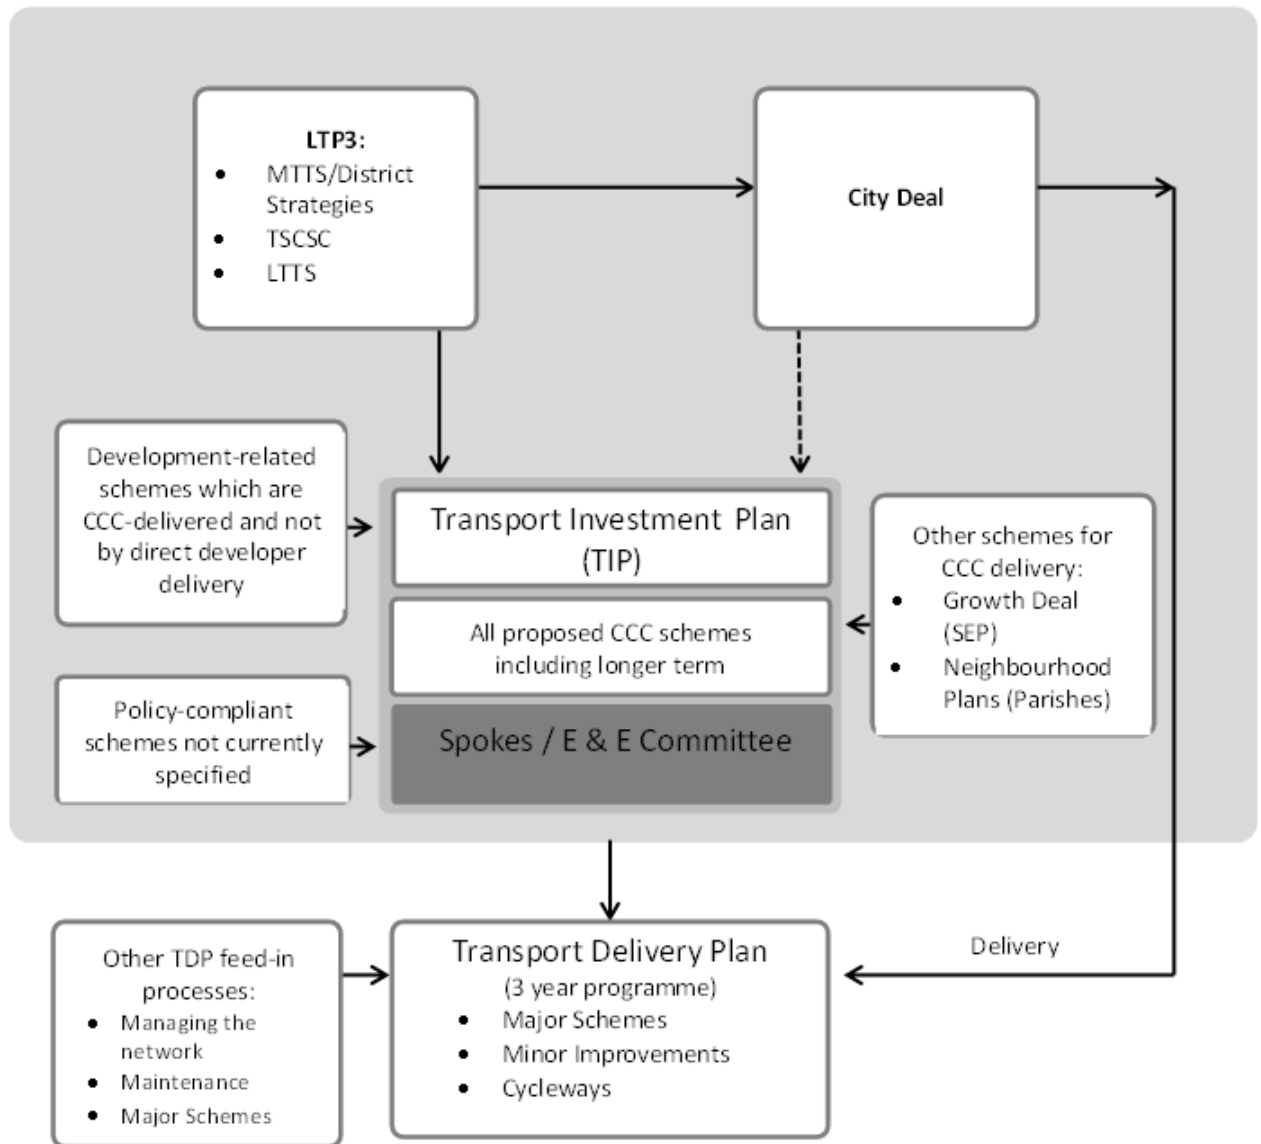 LTP3:
• MTTS/District
Strategies
• TSCSC
• LTTS
City Deal
Development-related
schemes which are
CCC-delivered and not
by direct developer
delivery
Transport Investment Plan
(TIP)
All proposed CCC schemes
including longer term
Other schemes for
CCC delivery:
• Growth Deal
(SEP)
• Neighbourhood
Plans (Parishes)
Policy-compliant
schemes not currently
specified
Spokes / E & E Committee
Other TDP feed-in
processes:
• Managing the
network
• Maintenance
• Major Schemes
Transport Delivery Plan
(3 year programme)
• Major Schemes
• Minor Improvements
• Cycleways
Delivery